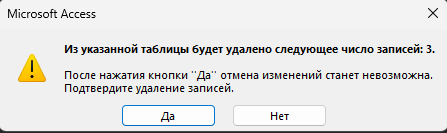 Microsoft Access
Из указанной таблицы будет удалено следующее число записей: 3.
После нажатия кнопки "Да" отмена изменений станет невозможна.
Подтвердите удаление записей.
Да
Нет